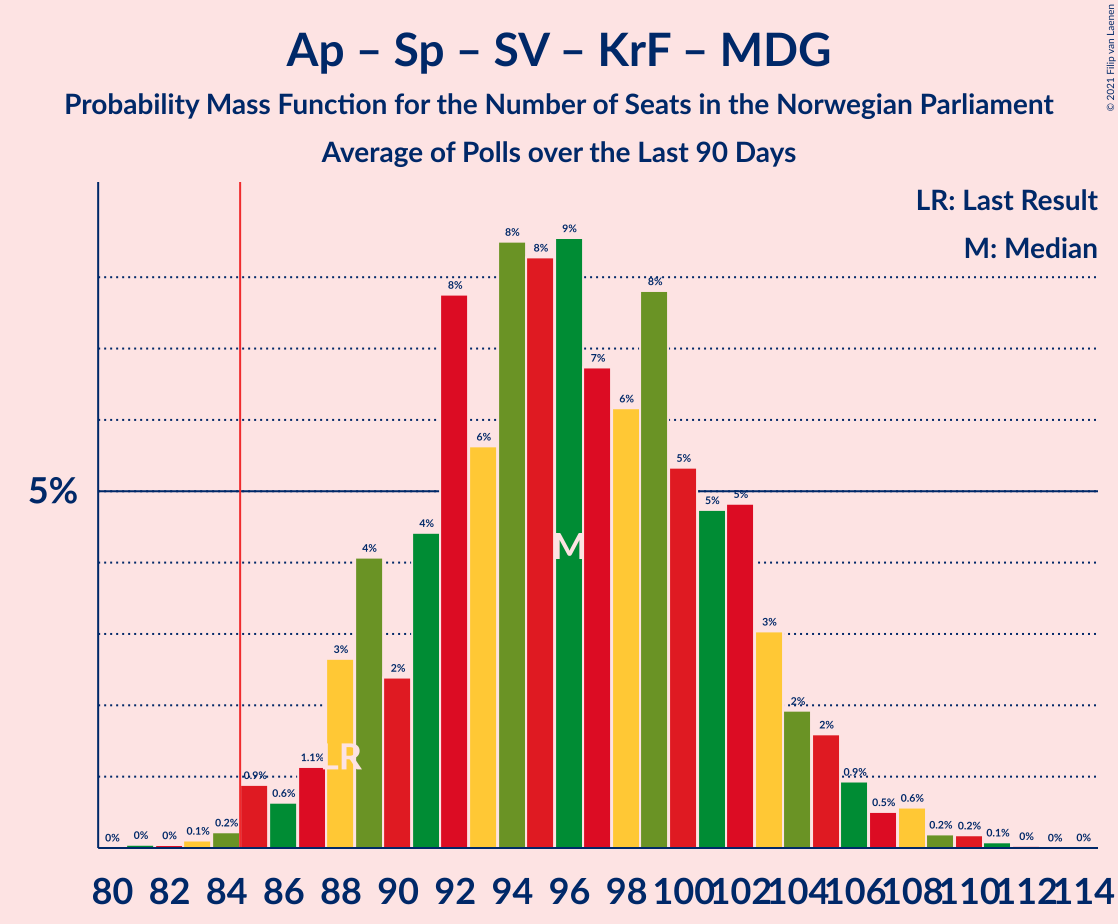 Ap – Sp – SV – KrF – MDG
Probability Mass Function for the Number of Seats in the Norwegian Parliament
Average of Polls over the Last 90 Days
© 2021 Filip van Laenen
LR: Last Result
M: Median
5%
0% 0% 0% 0.1% 0.2% 0.9% 0.6% 1.1% 3% 4% 2% 4% 8% 6% 8% 8% 9% 7% 6% 8% 5% 5% 5% 3% 2% 2% 0.9% 0.5% 0.6% 0.2% 0.2% 0.1% 0% 0% 0%
LR
M
80 82 84 86 88 90 92 94 96 98 100 102 104 106 108 110 112 114